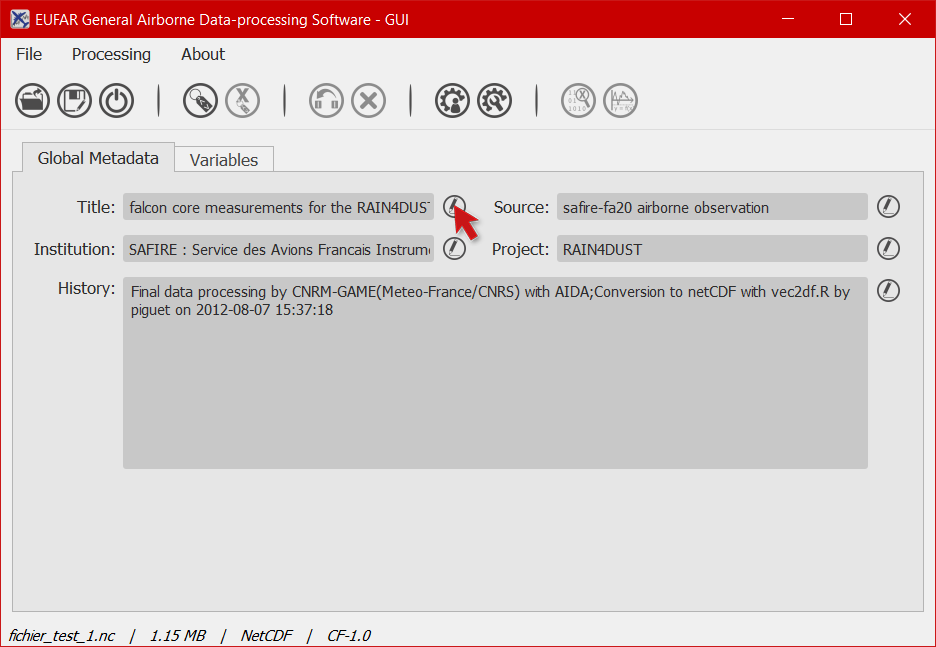 EUFAR General Airborne Data-processing Software - GUI
File Processing About
Global Metadata Variables
Title: falcon core measurements for the RAIN4DUST Source: safire-fa20 airborne observation
Institution: SAFIRE : Service des Avions Francais Instrum Project: RAIN4DUST
History: Final data processing by CNRM-GAME(Meteo-France/CNRS) with AIDA;Conversion to netCDF with vec2df.R by
piguet on 2012-08-07 15:37:18
fichier_test_1.nc | 1.15 MB | NetCDF | CF-1.0